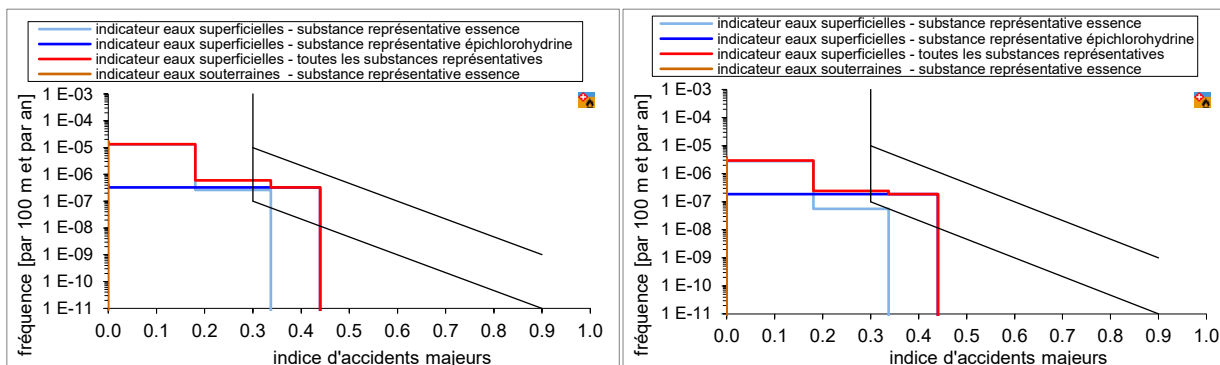 indicateur eaux superficielles - substance représentative essence
indicateur eaux superficielles - substance représentative épichlorohydrine
indicateur eaux superficielles - toutes les substances représentatives
indicateur eaux souterraines - substance représentative essence
fréquence [par 100 m et par an]
1 E-03
1 E-04
1 E-05
1 E-06
1 E-07
1 E-08
1 E-09
1 E-10
1 E-11
0.0 0.1 0.2 0.3 0.4 0.5 0.6 0.7 0.8 0.9 1.0
indice d'accidents majeurs
indicateur eaux superficielles - substance représentative essence
indicateur eaux superficielles - substance représentative épichlorohydrine
indicateur eaux superficielles - toutes les substances représentatives
indicateur eaux souterraines - substance représentative essence
fréquence [par 100 m et par an]
1 E-03
1 E-04
1 E-05
1 E-06
1 E-07
1 E-08
1 E-09
1 E-10
1 E-11
0.0 0.1 0.2 0.3 0.4 0.5 0.6 0.7 0.8 0.9 1.0
indice d'accidents majeurs